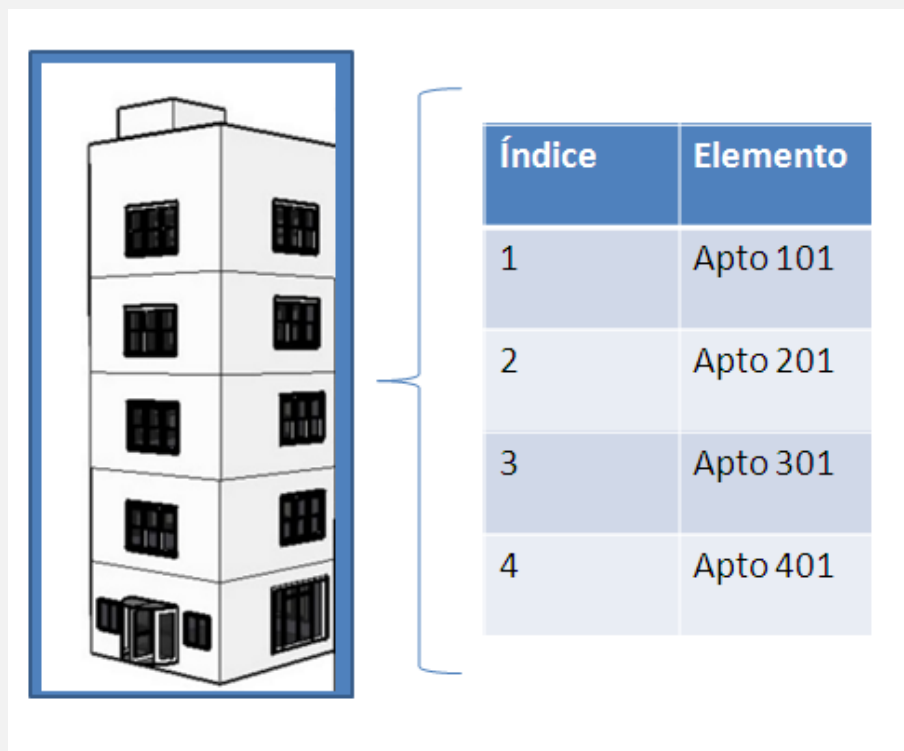 Índice Elemento
1 Apto 101
2 Apto 201
3 Apto 301
4 Apto 401